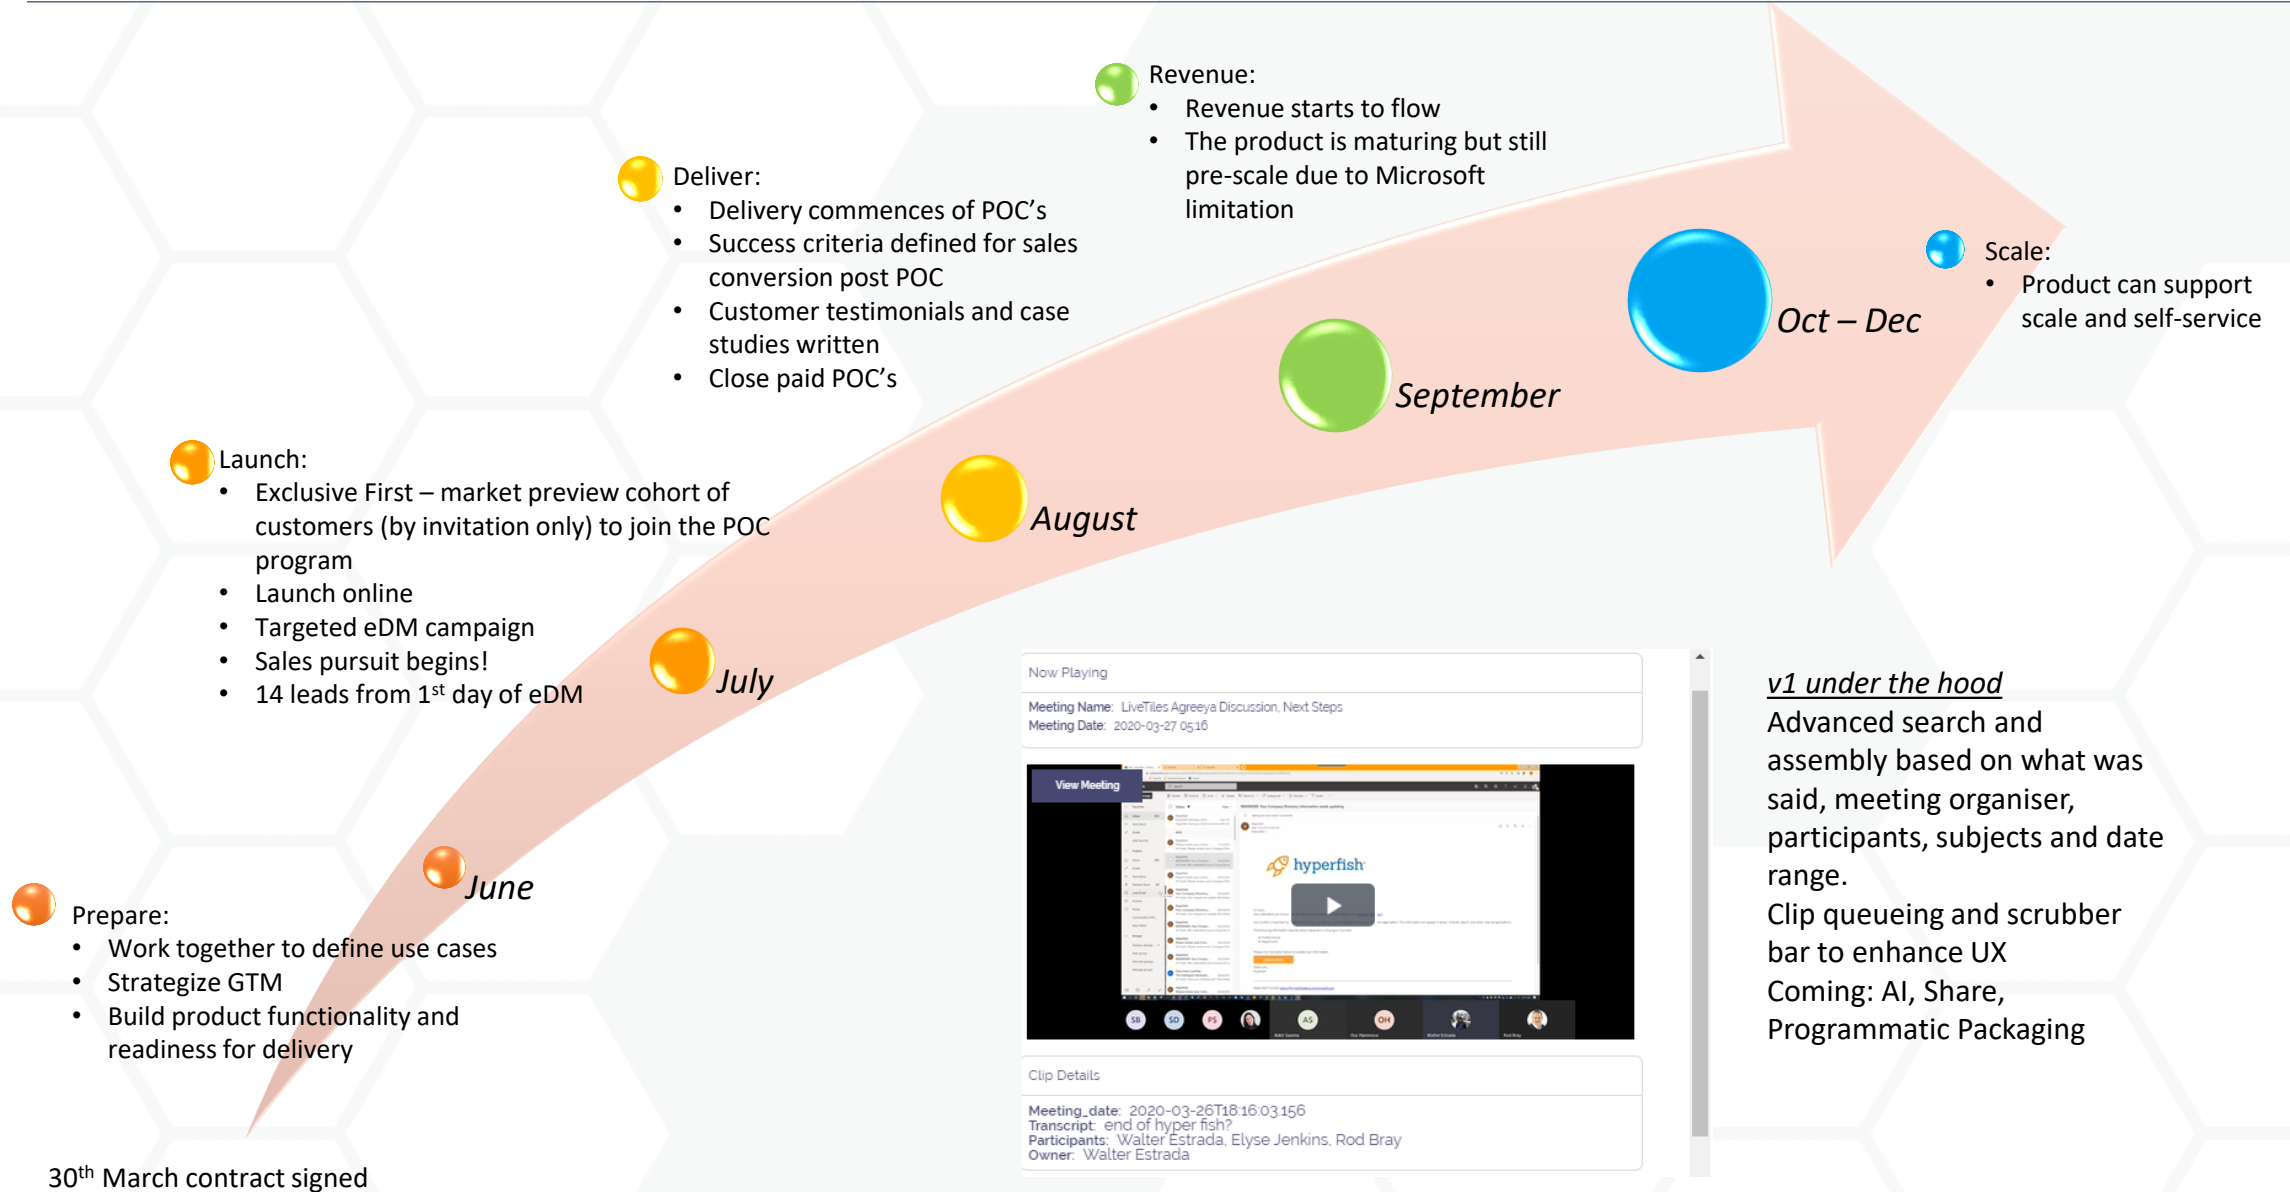 Revenue:
• Revenue starts to flow
• The product is maturing but still
pre-scale due to Microsoft
limitation
Deliver:
• Delivery commences of POC's
• Success criteria defined for sales
conversion post POC
• Customer testimonials and case
studies written
• Close paid POC's
Scale:
• Product can support
scale and self-service
Oct – Dec
September
Launch:
• Exclusive First – market preview cohort of
customers (by invitation only) to join the POC
program
• Launch online
• Targeted eDM campaign
• Sales pursuit begins!
• 14 leads from 1st day of eDM
August
July
June
Prepare:
• Work together to define use cases
• Strategize GTM
• Build product functionality and
readiness for delivery
30th March contract signed
Now Playing
Meeting Name: LiveTiles Agreeya Discussion, Next Steps
Meeting Date: 2020-03-27 05:16
View Meeting
hyperfish
SB SD PS AS OH
Clip Details
Meeting_date: 2020-03-26T18:16:03.156
Transcript: end of hyper fish?
Participants: Walter Estrada, Elyse Jenkins, Rod Bray
Owner: Walter Estrada
v1 under the hood
Advanced search and
assembly based on what was
said, meeting organiser,
participants, subjects and date
range.
Clip queueing and scrubber
bar to enhance UX
Coming: AI, Share,
Programmatic Packaging